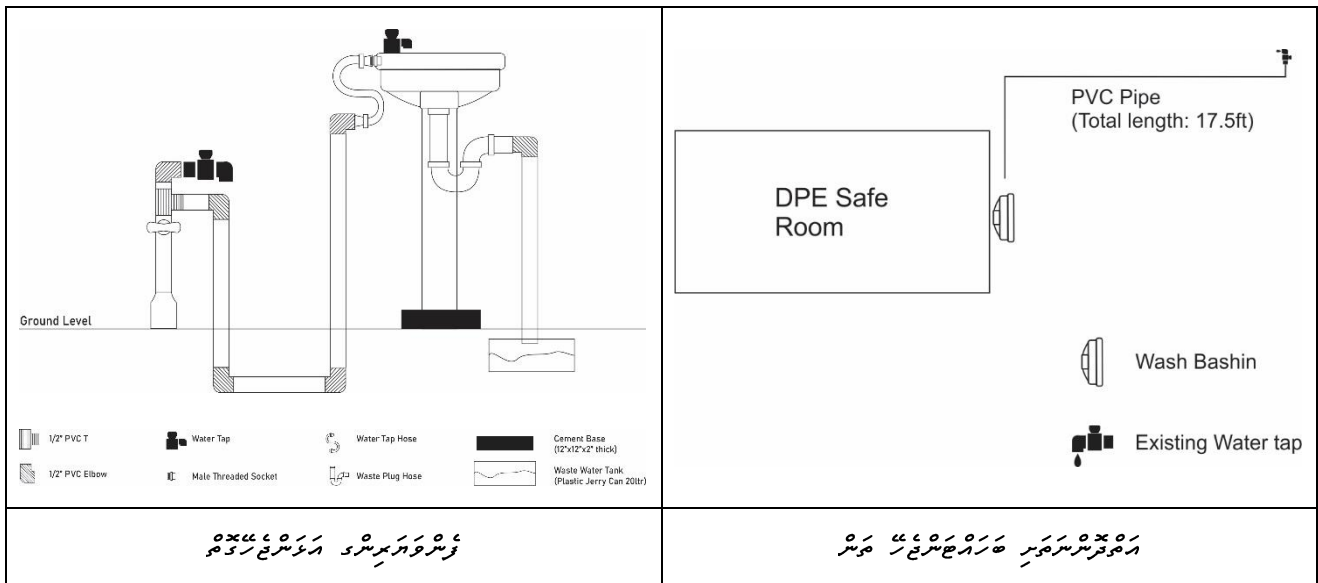 Ground Level
1/2" PVC T
Water Tap
Water Tap Hose
Cement Base
(12"x12"x2" thick)
1/2" PVC Elbow
Male Threaded Socket
Waste Plug Hose
Waste Water Tank
(Plastic Jerry Can 20ltr)
PVC Pipe
(Total length: 17.5ft)
DPE Safe
Room
Wash Bashin
Existing Water tap
ފެންވަޔަރިންގ އަޅަންޖެހޭގޮތް
އަތްދޮންނަތަށި ބަހައްޓަންޖެހޭ ތަން